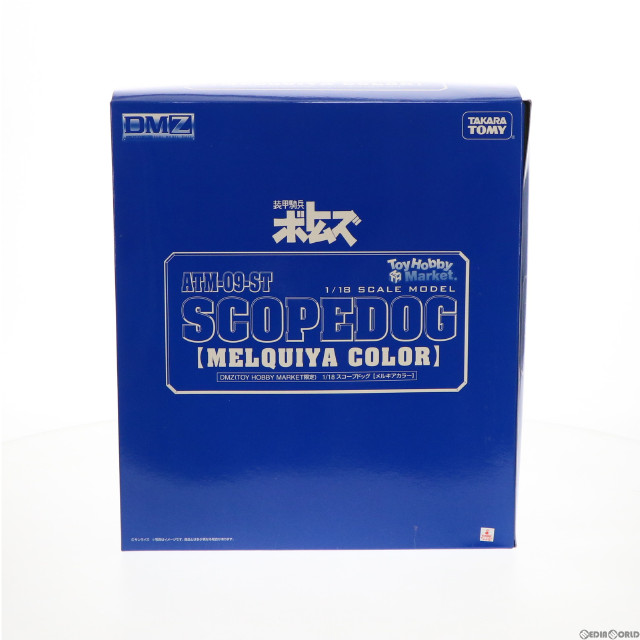 DMZ
TAKARA
TOMY
装甲騎兵
ボトムズ
ToyHobby
Market.
ATM-09-ST
1/18 SCALE MODEL
SCOPEDOG
【MELQUIYA COLOR】
DMZ(TOY HOBBY MARKET限定) 1/18 スコープドッグ【メルキアカラー】
MEDIAWORLD